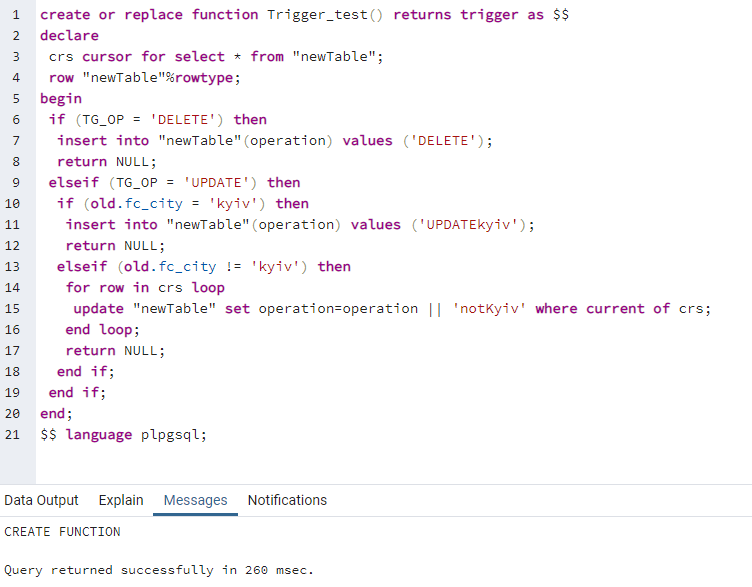 1 create or replace function Trigger_test() returns trigger as $$
2 declare
3 crs cursor for select * from "newTable";
4 row "newTable"%rowtype;
5 begin
6 if (TG_OP = 'DELETE') then
7 insert into "newTable"(operation) values ('DELETE');
8 return NULL;
9 elseif (TG_OP = 'UPDATE') then
10 if (old.fc_city = 'kyiv') then
11 insert into "newTable"(operation) values ('UPDATEkyiv');
12 return NULL;
13 elseif (old.fc_city != 'kyiv') then
14 for row in crs loop
15 update "newTable" set operation=operation || 'notKyiv' where current of crs;
16 end loop;
17 return NULL;
18 end if;
19 end if;
20 end;
21 $$ language plpgsql;
Data Output Explain Messages Notifications
CREATE FUNCTION
Query returned successfully in 260 msec.